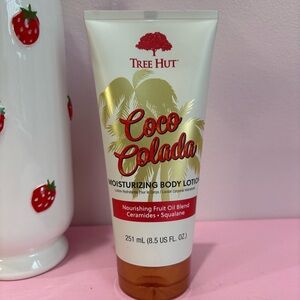 TREE HUT
Coco
Colada
MOISTURIZING BODY LOTION
Nourishing Fruit Oil Blend
Ceramides • Squalane
251 mL (8.5 US FL. OZ.)